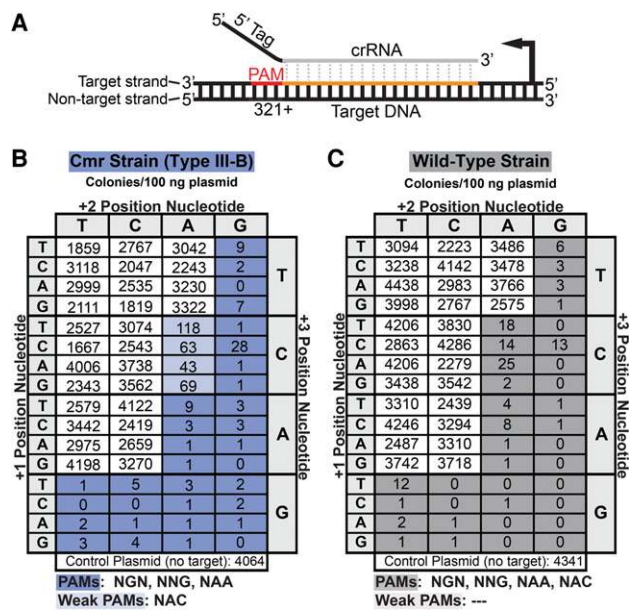 A
5'
5' Tag
crRNA
3'
PAM
Target strand
3'
5'
Non-target strand
5'
3'
321+
Target DNA
B
Cmr Strain (Type III-B)
Colonies/100 ng plasmid
+2 Position Nucleotide
T C A G
+1 Position Nucleotide
+3 Position Nucleotide
T 1859 2767 3042 9
C 3118 2047 2243 2
A 2999 2535 3230 0
G 2111 1819 3322 7
T
T 2527 3074 118 1
C 1667 2543 63 28
A 4006 3738 43 1
G 2343 3562 69 1
C
T 2579 4122 9 3
C 3442 2419 3 3
A 2975 2659 1 1
G 4198 3270 1 0
A
T 1 5 3 2
C 0 0 1 2
A 2 1 1 1
G 3 4 1 0
G
Control Plasmid (no target): 4064
PAMs: NGN, NNG, NAA
Weak PAMs: NAC
C
Wild-Type Strain
Colonies/100 ng plasmid
+2 Position Nucleotide
T C A G
+1 Position Nucleotide
+3 Position Nucleotide
T 3094 2223 3486 6
C 3238 4142 3478 3
A 4438 2983 3766 3
G 3998 2767 2575 1
T
T 4206 3830 18 0
C 2863 4286 14 13
A 4206 2279 25 0
G 3438 3542 2 0
C
T 3310 2439 4 1
C 4246 3294 8 1
A 2487 3310 1 0
G 3742 3718 1 0
A
T 12 0 0 0
C 1 0 1 0
A 2 1 0 0
G 1 0 0 0
G
Control Plasmid (no target): 4341
PAMs: NGN, NNG, NAA, NAC
Weak PAMs: ---